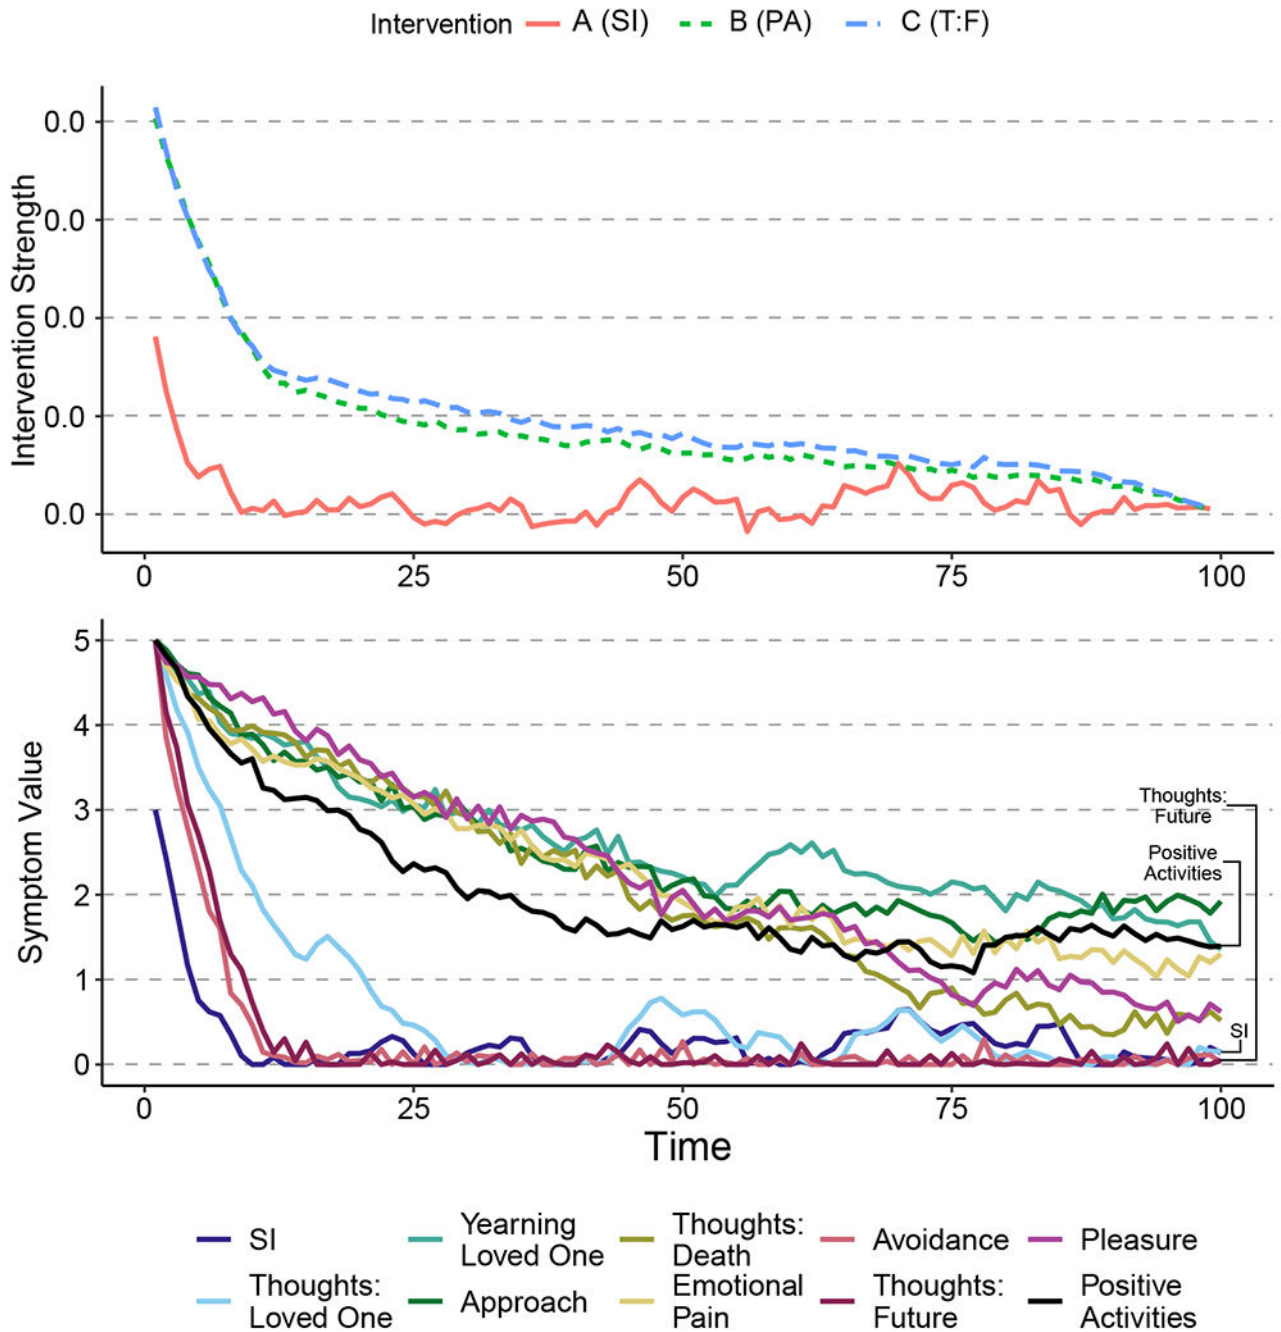 Intervention A (SI) B (PA) C (T:F)
Intervention Strength
0.0
0.0
0.0
0.0
0.0
0 25 50 75 100
Symptom Value
5
4
3
2
1
0
Thoughts:
Future
Positive
Activities
SI
0 25 50 75 100
Time
SI
Thoughts:
Loved One
Yearning
Loved One
Approach
Thoughts:
Death
Emotional
Pain
Avoidance
Thoughts:
Future
Pleasure
Positive
Activities